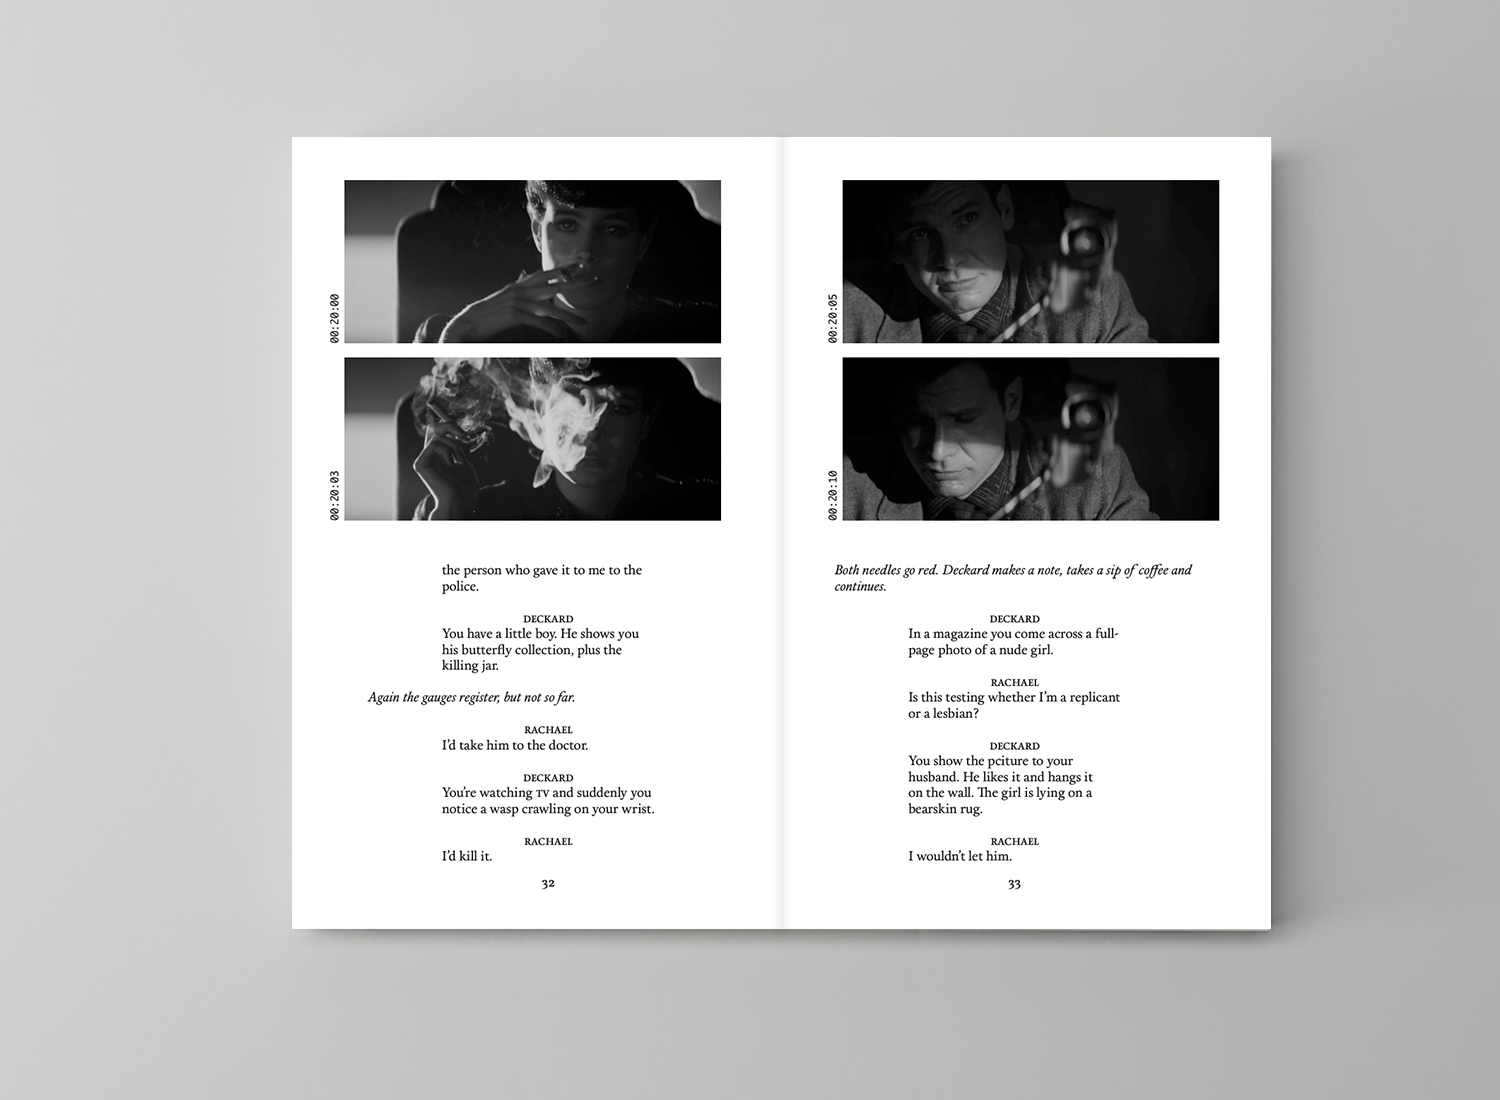 00:20:00
00:20:03
the person who gave it to me to the
police.
DECKARD
You have a little boy. He shows you
his butterfly collection, plus the
killing jar.
Again the gauges register, but not so far.
RACHAEL
I'd take him to the doctor.
DECKARD
You're watching TV and suddenly you
notice a wasp crawling on your wrist.
RACHAEL
I'd kill it.
32
00:20:05
00:20:10
Both needles go red. Deckard makes a note, takes a sip of coffee and
continues.
DECKARD
In a magazine you come across a full-
page photo of a nude girl.
RACHAEL
Is this testing whether I'm a replicant
or a lesbian?
DECKARD
You show the pciture to your
husband. He likes it and hangs it
on the wall. The girl is lying on a
bearskin rug.
RACHAEL
I wouldn't let him.
33